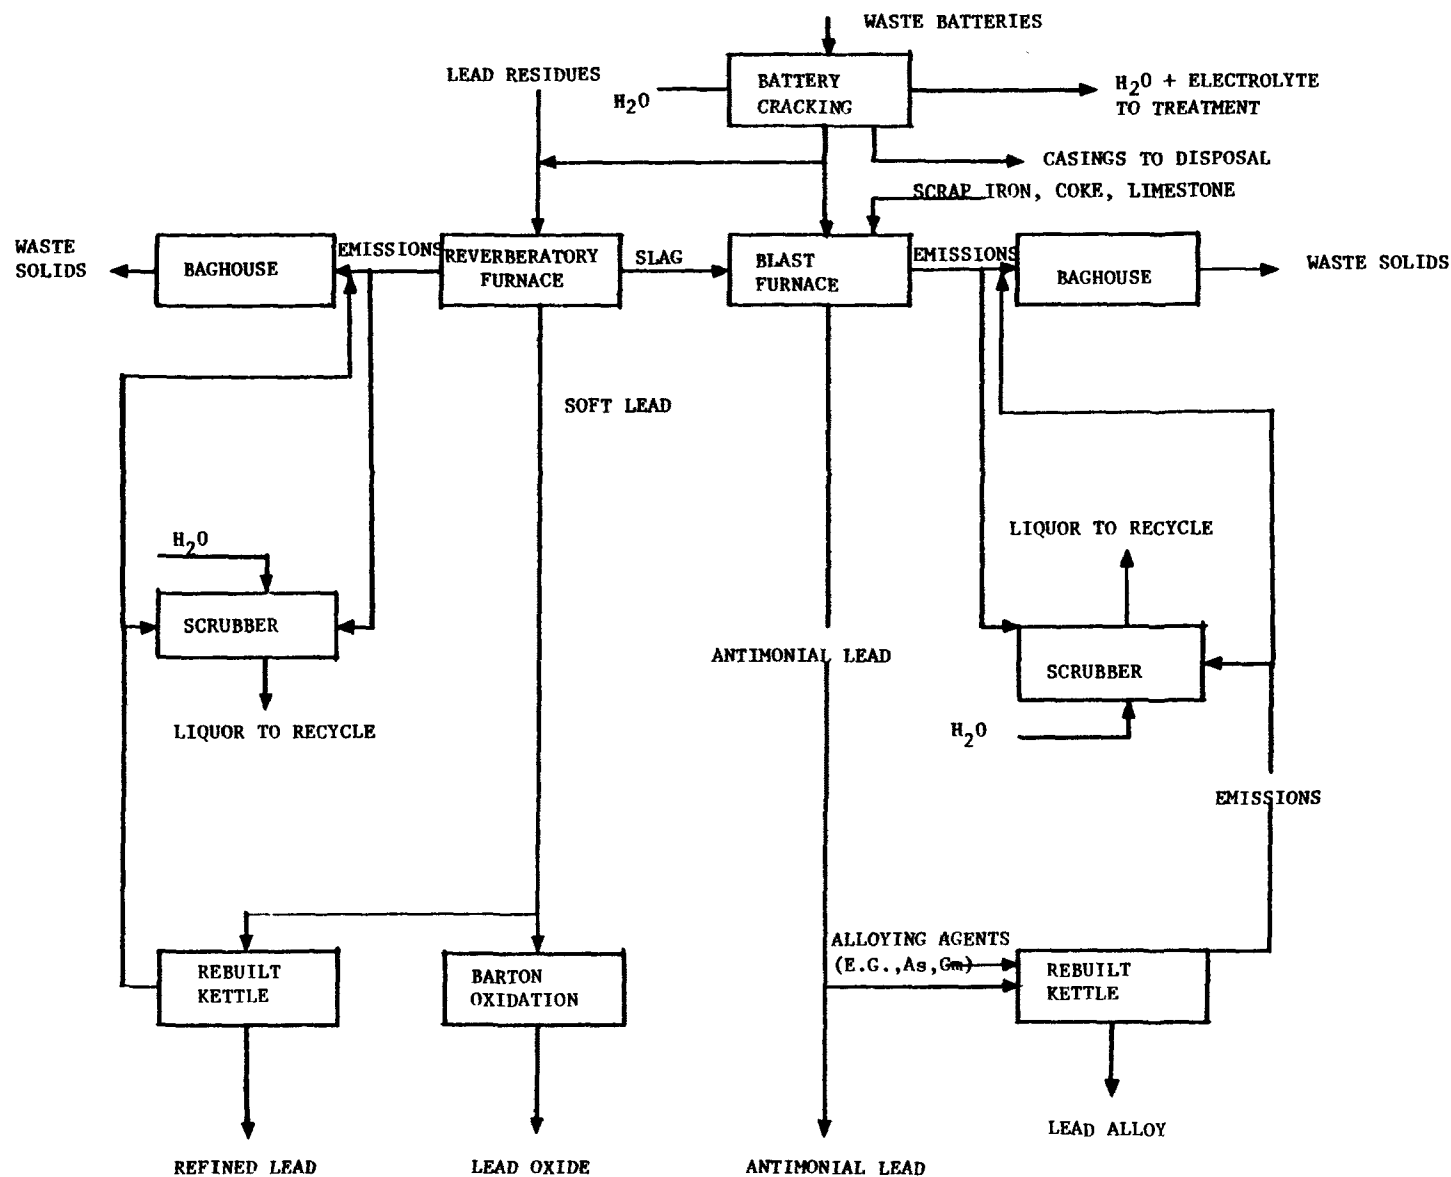 WASTE BATTERIES
LEAD RESIDUES
H2O
BATTERY
CRACKING
H2O + ELECTROLYTE
TO TREATMENT
CASINGS TO DISPOSAL
SCRAP IRON, COKE, LIMESTONE
WASTE
SOLIDS
BAGHOUSE
EMISSIONS
REVERBERATORY
FURNACE
SLAG
BLAST
FURNACE
EMISSIONS
BAGHOUSE
WASTE SOLIDS
SOFT LEAD
H2O
SCRUBBER
LIQUOR TO RECYCLE
LIQUOR TO RECYCLE
ANTIMONIAL LEAD
SCRUBBER
H2O
EMISSIONS
REBUILT
KETTLE
BARTON
OXIDATION
ALLOYING AGENTS
(E.G.,As,Gm)
REBUILT
KETTLE
LEAD ALLOY
REFINED LEAD
LEAD OXIDE
ANTIMONIAL LEAD